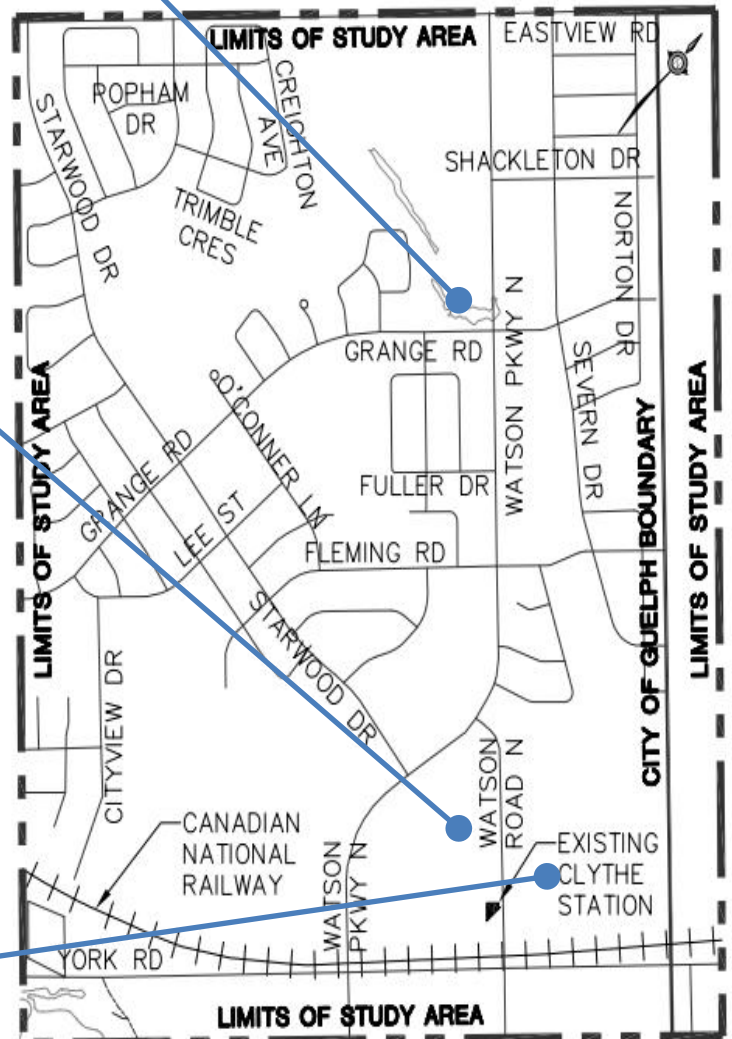 LIMITS OF STUDY AREA
EASTVIEW RD
POPHAM
DR
CREIGHTON
AVE
STARWOOD DR
SHACKLETON DR
TRIMBLE
CRES
NORTON DR
GRANGE RD
WATSON PKWY N
SEVERN DR
LIMITS OF STUDY AREA
O'CONNER LN
GRANGE RD
LEE ST
FULLER DR
FLEMING RD
CITY OF GUELPH BOUNDARY
LIMITS OF STUDY AREA
STARWOOD DR
CITYVIEW DR
WATSON
ROAD N
CANADIAN
NATIONAL
RAILWAY
WATSON
PKWY N
EXISTING
CLYTHE
STATION
YORK RD
LIMITS OF STUDY AREA